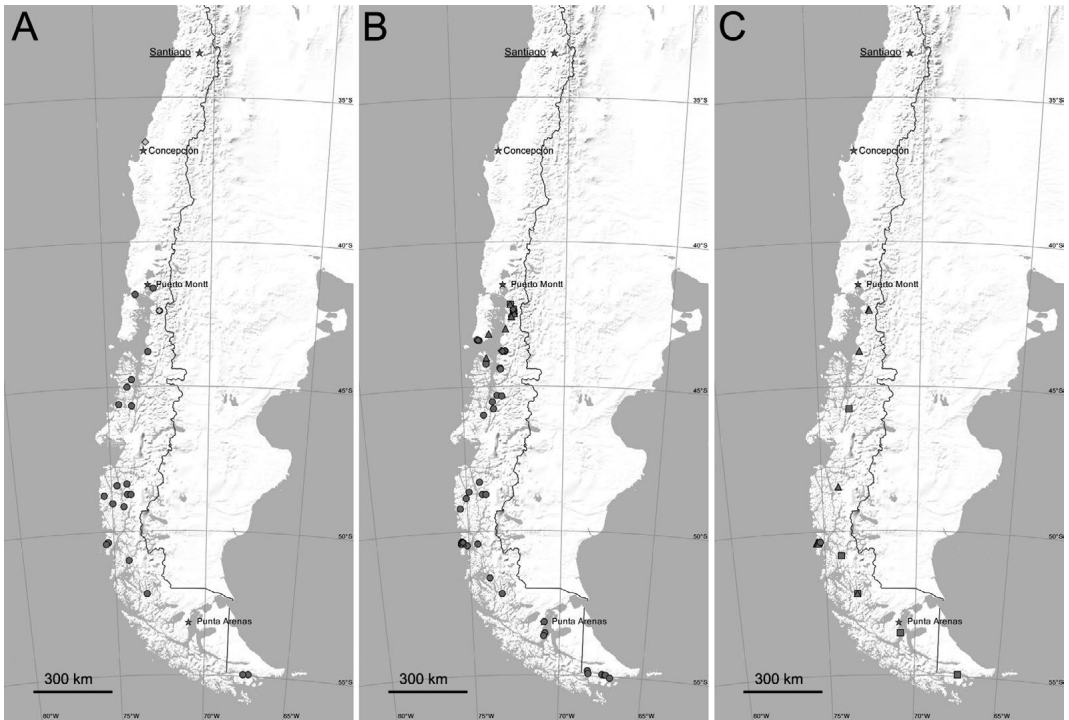 A
Santiago
35°S
Concepción
40°S
Puerto Montt
45°S
50°S
Punta Arenas
300 km
55°S
80°W
75°W
70°W
65°W
B
Santiago
35°S
Concepción
40°S
Puerto Montt
45°S
50°S
Punta Arenas
300 km
55°S
80°W
75°W
70°W
65°W
C
Santiago
35°S
Concepción
40°S
Puerto Montt
45°S
50°S
Punta Arenas
300 km
55°S
80°W
75°W
70°W
65°W